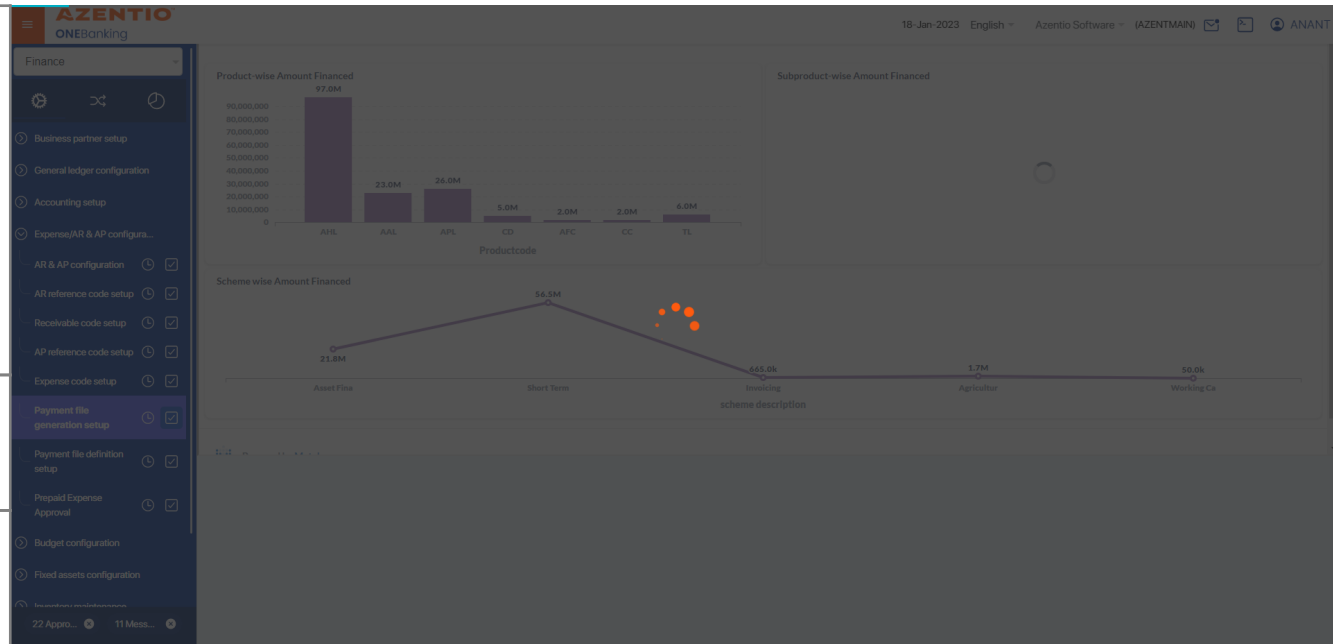 AZENTIO
ONEBanking
18-Jan-2023 English Azentio Software (AZENTMAIN) ANANT
Finance
Business partner setup
General ledger configuration
Accounting setup
Expense/AR & AP configura...
AR & AP configuration
AR reference code setup
Receivable code setup
AP reference code setup
Expense code setup
Payment file
generation setup
Payment file definition
setup
Prepaid Expense
Approval
Budget configuration
Fixed assets configuration
Inventory maintenance
22 Appro...
11 Mess...
Product-wise Amount Financed
97.0M
90,000,000
80,000,000
70,000,000
60,000,000
50,000,000
40,000,000
30,000,000
20,000,000
10,000,000
0
23.0M
26.0M
5.0M
2.0M
2.0M
6.0M
AHL AAL APL CD AFC CC TL
Productcode
Subproduct-wise Amount Financed
Scheme wise Amount Financed
21.8M
56.5M
645.0k
1.7M
50.0k
Asset Fina Short Term Invoicing Agricultur Working Ca
scheme description